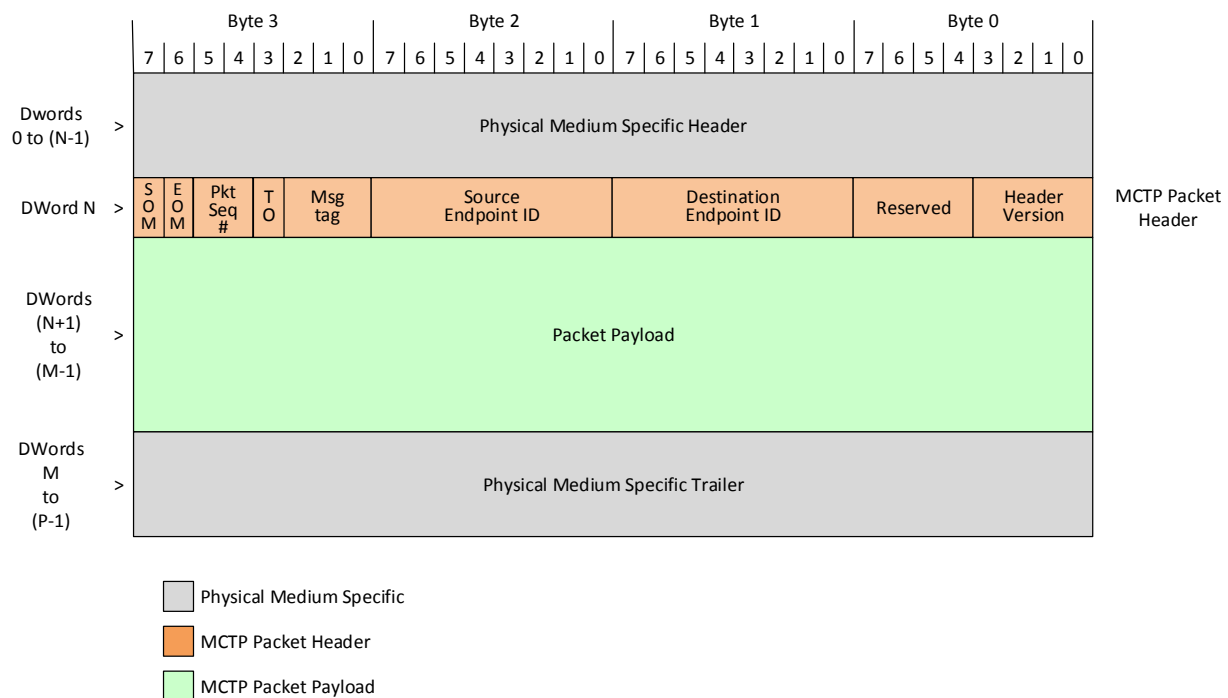 Byte 3 Byte 2 Byte 1 Byte 0
7 6 5 4 3 2 1 0 7 6 5 4 3 2 1 0 7 6 5 4 3 2 1 0 7 6 5 4 3 2 1 0
Dwords
0 to (N-1) >
Physical Medium Specific Header
DWord N >
SOM
EOM
Pkt
Seq
#
TO
Msg
tag
Source
Endpoint ID
Destination
Endpoint ID
Reserved
Header
Version
MCTP Packet
Header
DWords
(N+1)
to
(M-1)
>
Packet Payload
DWords
M
to
(P-1)
>
Physical Medium Specific Trailer
Physical Medium Specific
MCTP Packet Header
MCTP Packet Payload